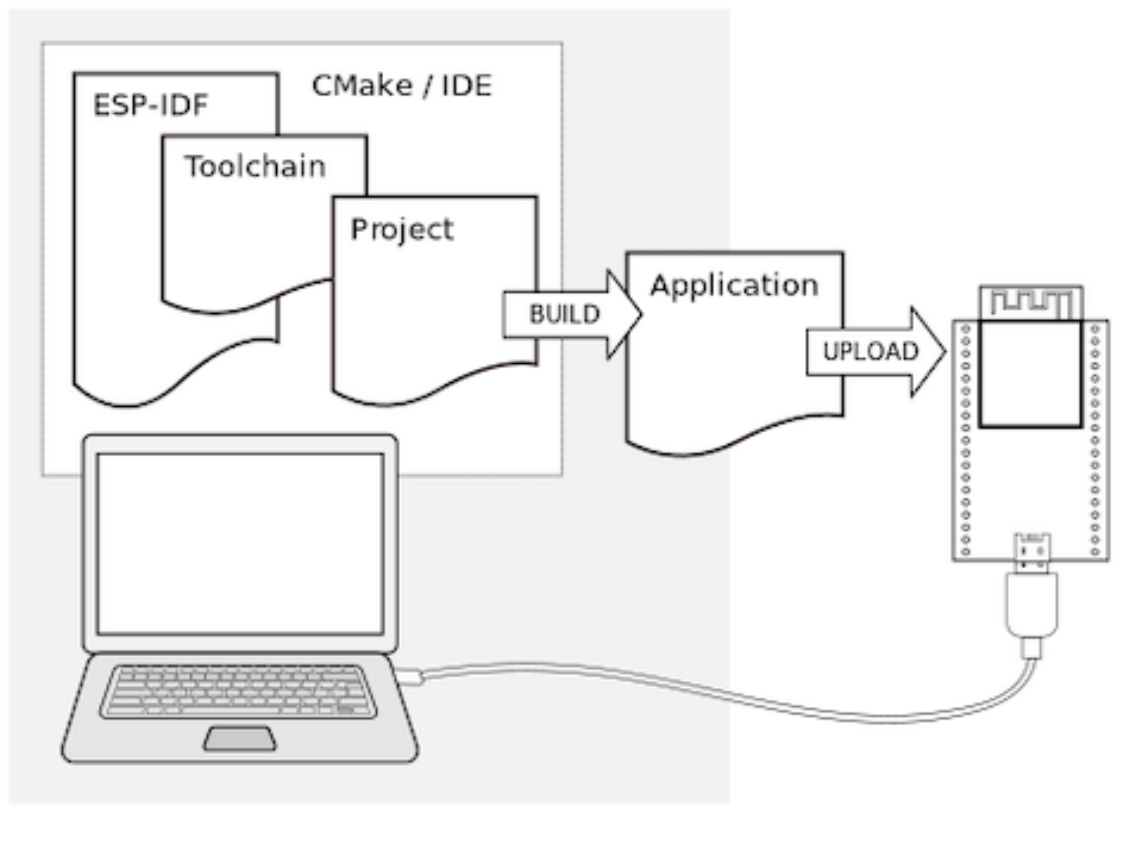 CMake / IDE
ESP-IDF
Toolchain
Project
BUILD
Application
UPLOAD